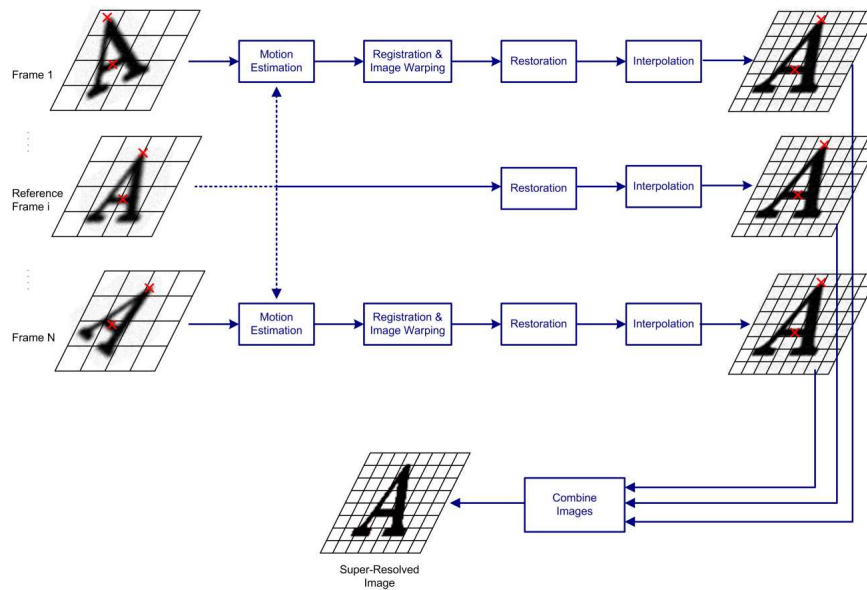 Frame 1
Motion
Estimation
Registration &
Image Warping
Restoration
Interpolation
A
A
Reference
Frame i
A
Restoration
Interpolation
A
Frame N
A
Motion
Estimation
Registration &
Image Warping
Restoration
Interpolation
A
A
Combine
Images
Super-Resolved
Image